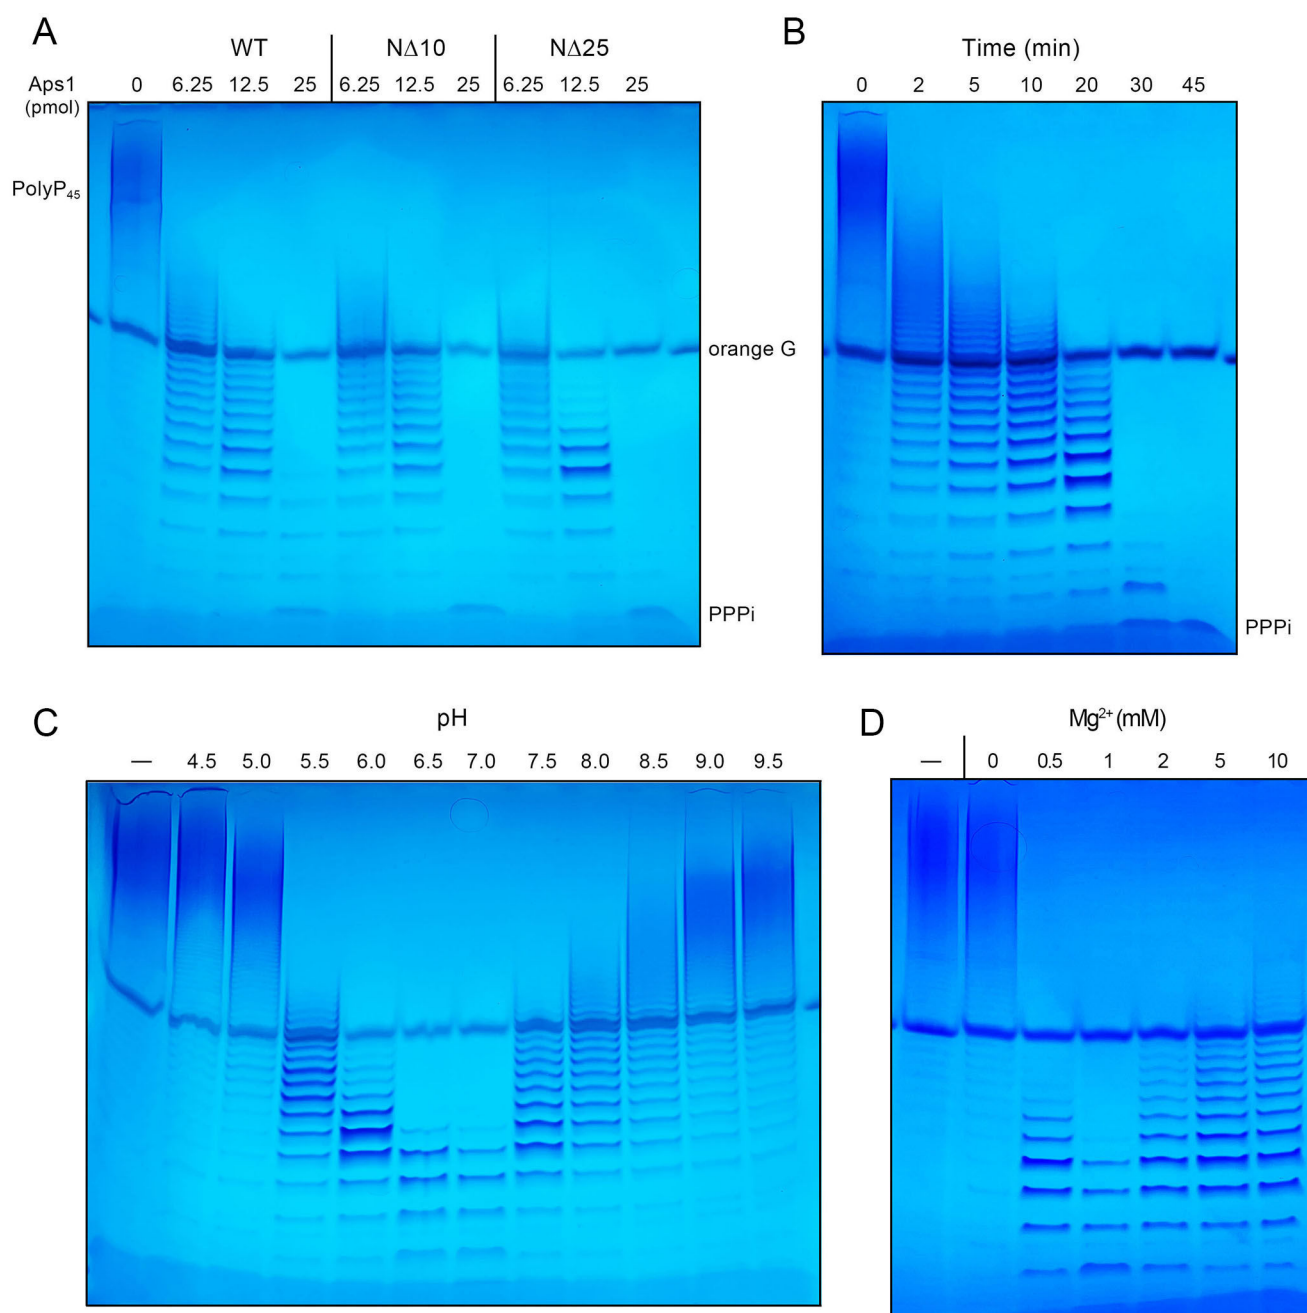 A
WT NΔ10 NΔ25
Aps1 (pmol) 0 6.25 12.5 25 6.25 12.5 25 6.25 12.5 25
PolyP45
orange G
PPPi
B
Time (min)
0 2 5 10 20 30 45
PPPi
C
pH
— 4.5 5.0 5.5 6.0 6.5 7.0 7.5 8.0 8.5 9.0 9.5
D
Mg2+ (mM)
— 0 0.5 1 2 5 10